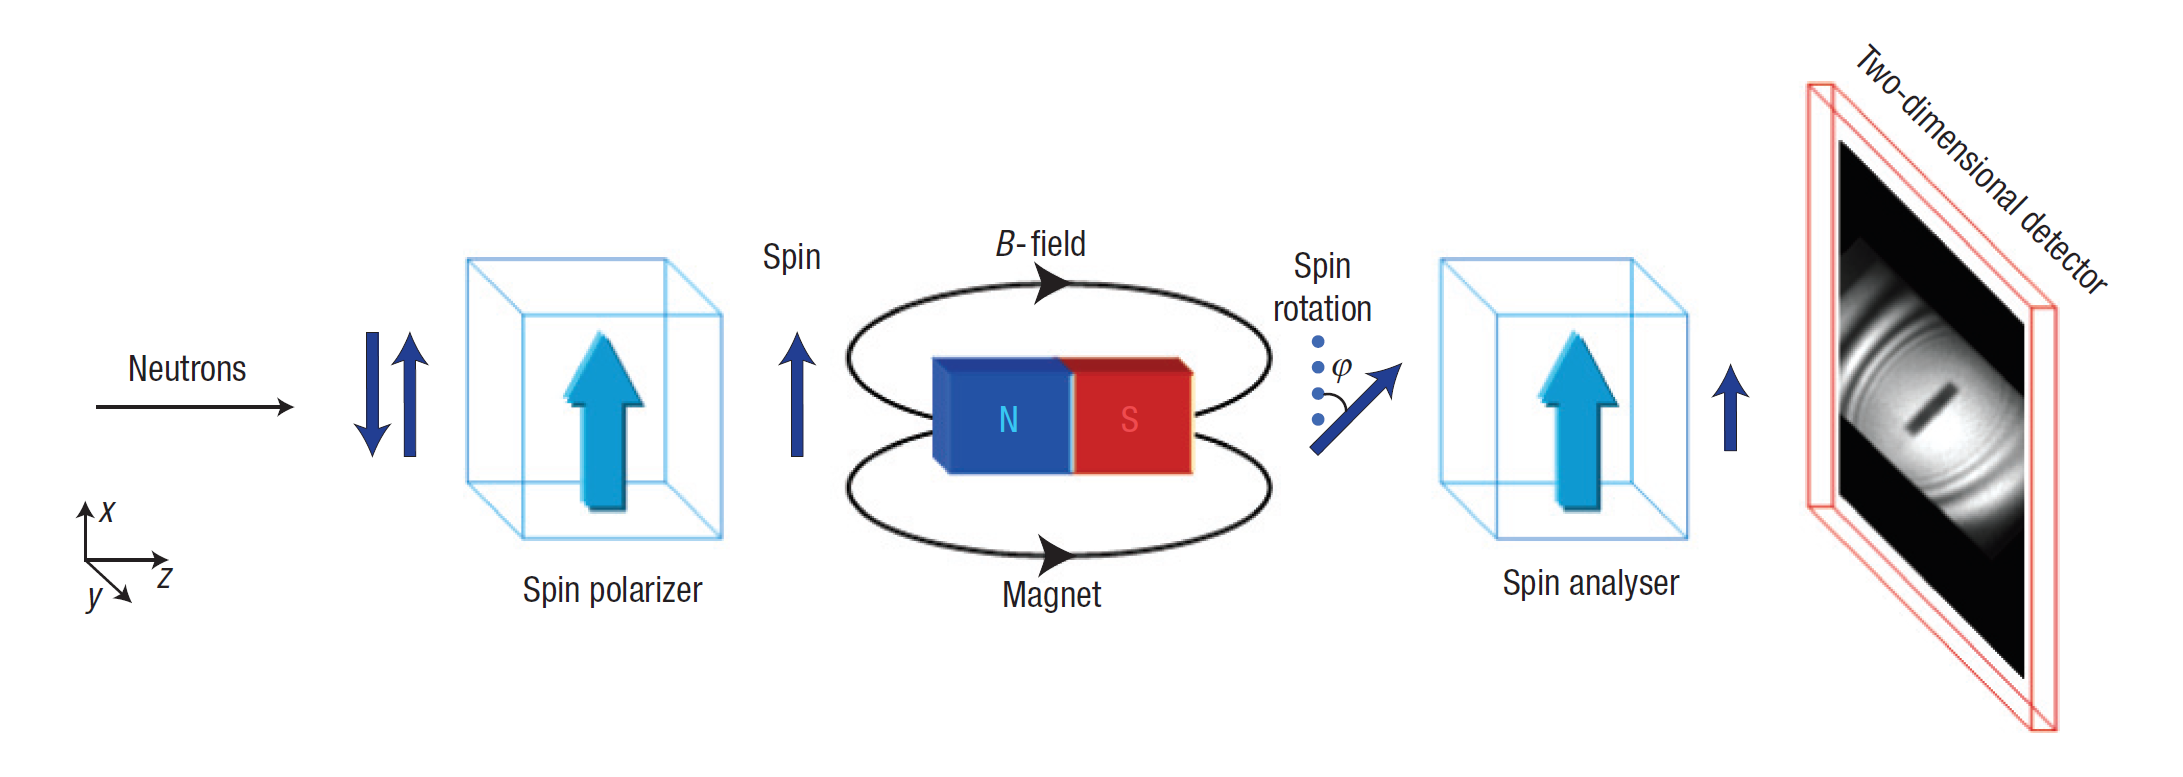 Two-dimensional detector
Spin
B-field
Spin
rotation
φ
Neutrons
N
S
x
z
y
Spin polarizer
Magnet
Spin analyser